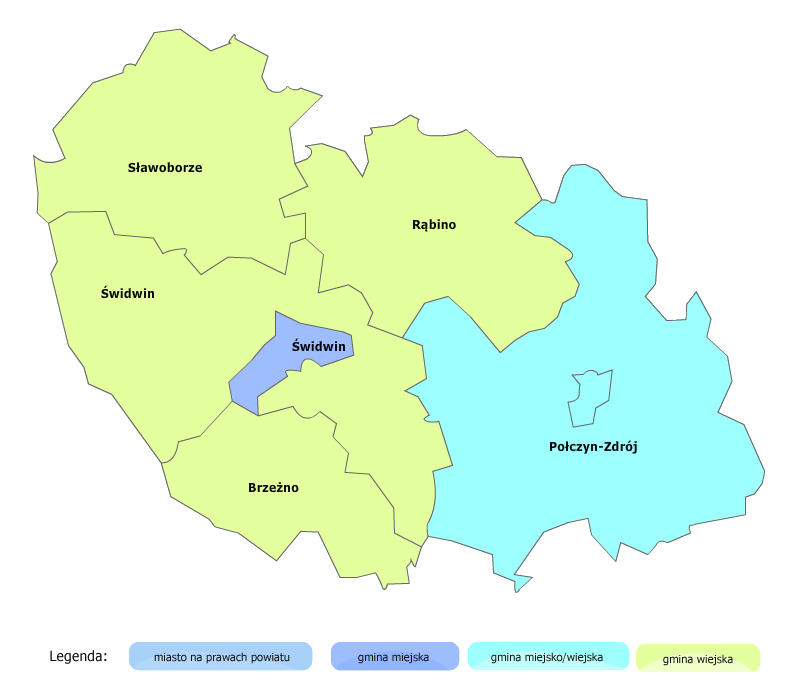 Sławoborze
Rąbino
Świdwin
Świdwin
Połczyn-Zdrój
Brzeżno
Legenda: miasto na prawach powiatu gmina miejska gmina miejsko/wiejska gmina wiejska